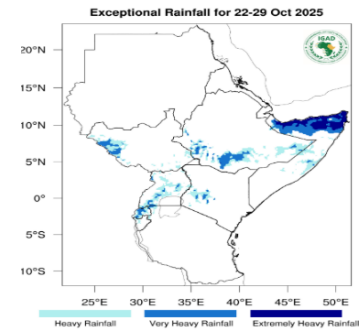 Exceptional Rainfall for 22-29 Oct 2025
IGAD
20°N
15°N
10°N
5°N
0°
5°S
10°S
25°E 30°E 35°E 40°E 45°E 50°E
Heavy Rainfall Very Heavy Rainfall Extremely Heavy Rainfall